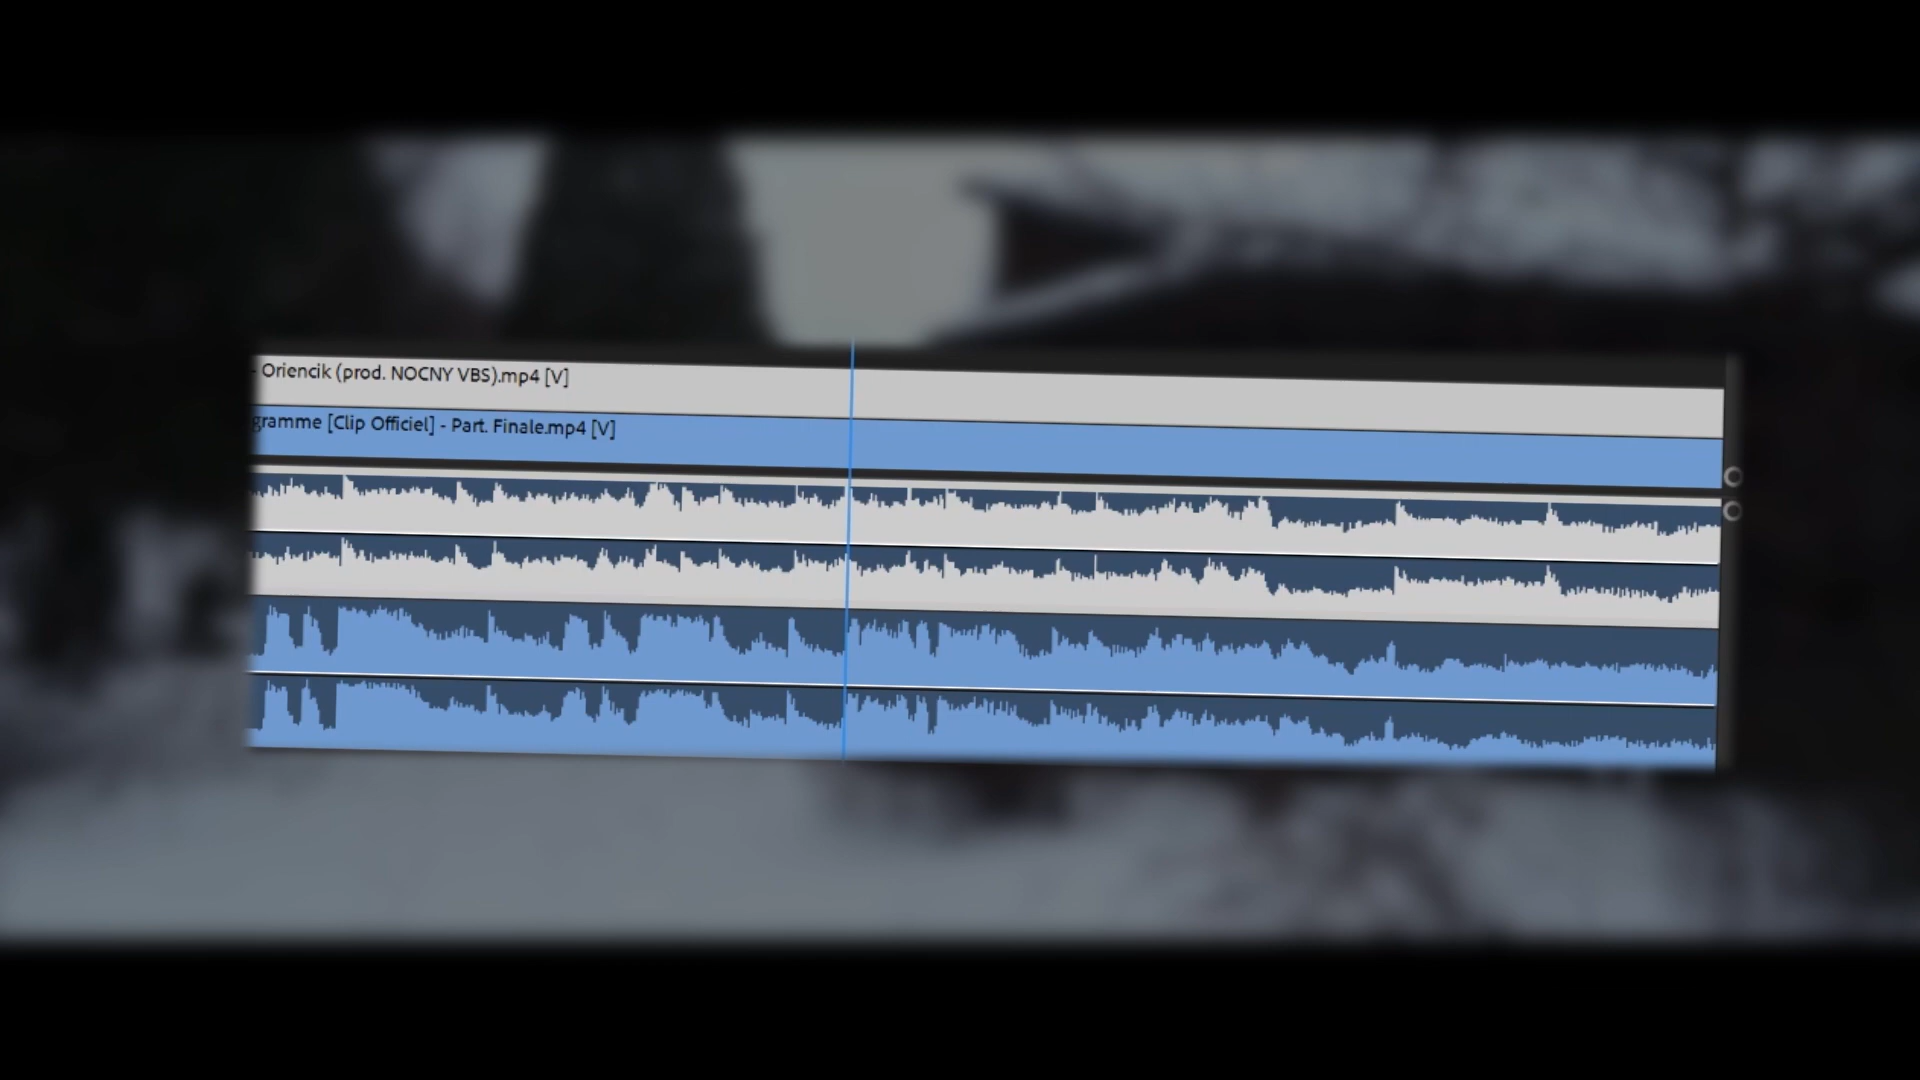 - Oriencik (prod. NOCNY VBS).mp4 [V]
gramme [Clip Officiel] - Part. Finale.mp4 [V]